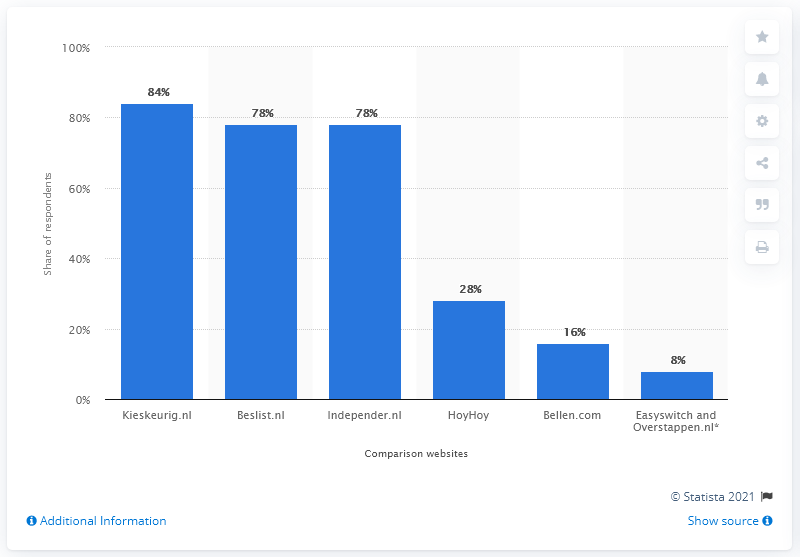 100%
80%
60%
40%
20%
0%
Share of respondents
84%
78%
78%
28%
16%
8%
Kieskeurig.nl
Beslist.nl
Independer.nl
HoyHoy
Bellen.com
Easyswitch and
Overstappen.nl*
Comparison websites
© Statista 2021
Additional Information
Show source